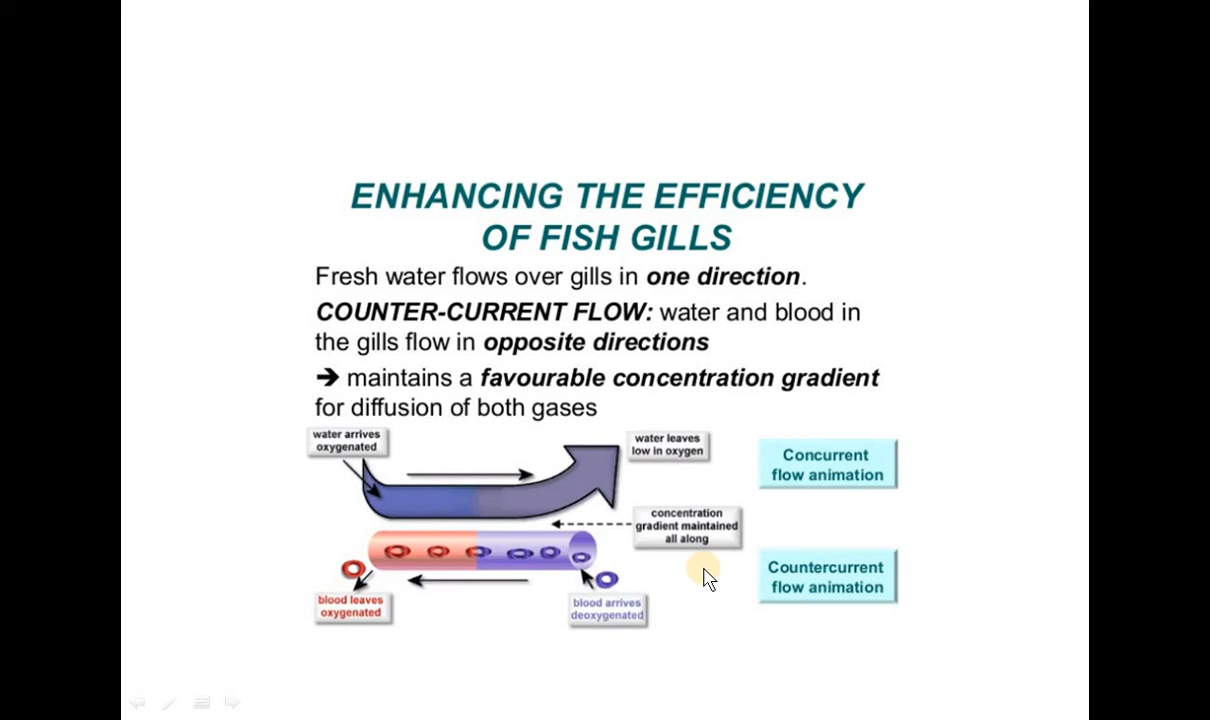 ENHANCING THE EFFICIENCY
OF FISH GILLS
Fresh water flows over gills in one direction.
COUNTER-CURRENT FLOW: water and blood in
the gills flow in opposite directions
➔ maintains a favourable concentration gradient
for diffusion of both gases
water arrives
oxygenated
water leaves
low in oxygen
Concurrent
flow animation
concentration
gradient maintained
all along
Countercurrent
flow animation
blood leaves
oxygenated
blood arrives
deoxygenated